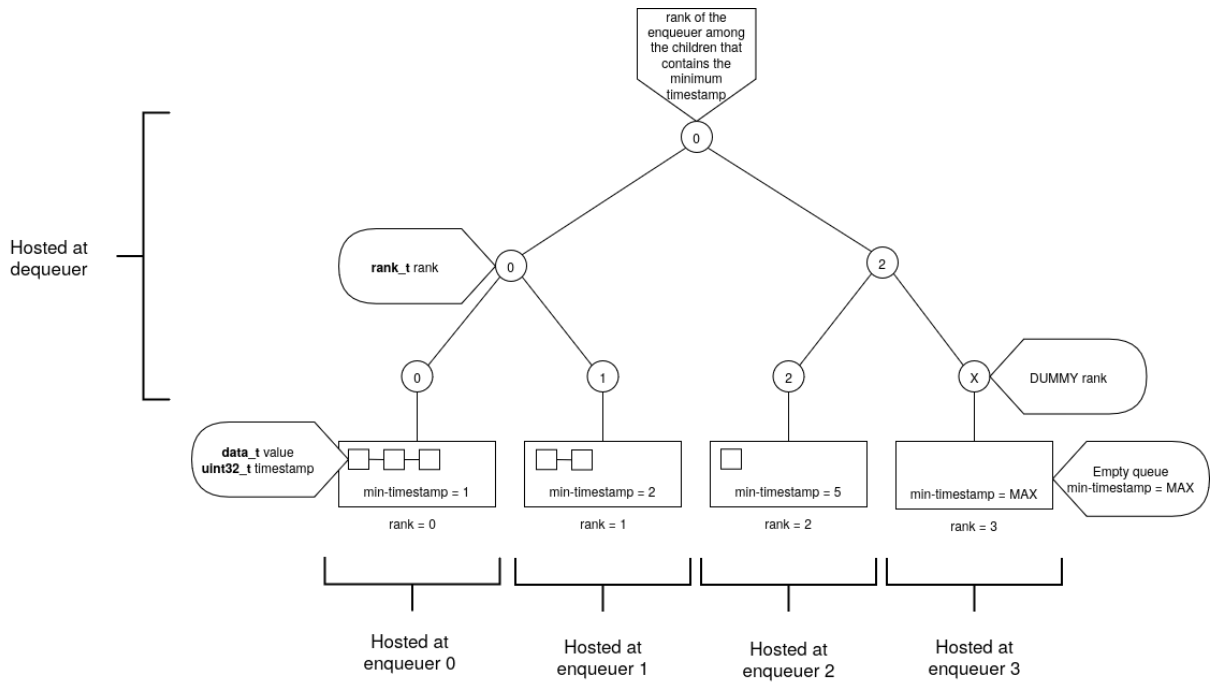 rank of the
enqueuer among
the children that
contains the
minimum
timestamp
0
Hosted at
dequeuer
rank_t rank
0
2
0
1
2
X
DUMMY rank
data_t value
uint32_t timestamp
min-timestamp = 1
min-timestamp = 2
min-timestamp = 5
min-timestamp = MAX
Empty queue
min-timestamp = MAX
rank = 0
rank = 1
rank = 2
rank = 3
Hosted at
enqueuer 0
Hosted at
enqueuer 1
Hosted at
enqueuer 2
Hosted at
enqueuer 3